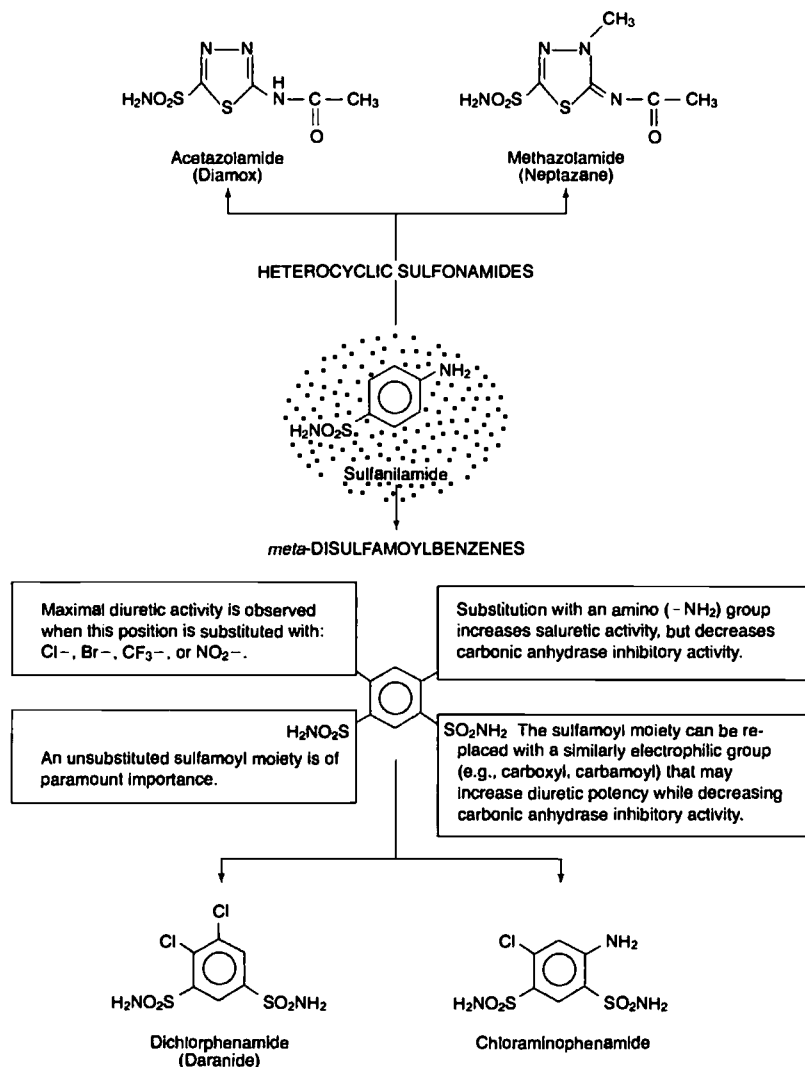 CH₃
N N
H
H₂NO₂S S N – C – CH₃
O
Acetazolamide
(Diamox)
N – N
H₂NO₂S S N – C – CH₃
O
Methazolamide
(Neptazane)
HETEROCYCLIC SULFONAMIDES
NH₂
H₂NO₂S
Sulfanilamide
meta-DISULFAMOYLBENZENES
Maximal diuretic activity is observed
when this position is substituted with:
Cl–, Br–, CF₃–, or NO₂–.
Substitution with an amino (–NH₂) group
increases saluretic activity, but decreases
carbonic anhydrase inhibitory activity.
H₂NO₂S
An unsubstituted sulfamoyl moiety is of
paramount importance.
SO₂NH₂ The sulfamoyl moiety can be re-
placed with a similarly electrophilic group
(e.g., carboxyl, carbamoyl) that may
increase diuretic potency while decreasing
carbonic anhydrase inhibitory activity.
Cl
Cl
H₂NO₂S SO₂NH₂
Dichlorphenamide
(Daranide)
Cl NH₂
H₂NO₂S SO₂NH₂
Chloraminophenamide